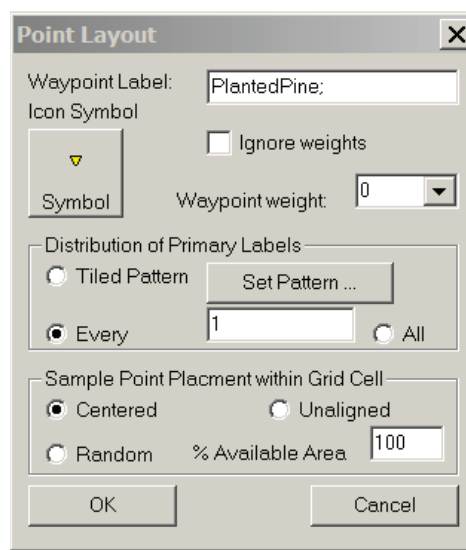 Point Layout
Waypoint Label: PlantedPine;
Icon Symbol
Ignore weights
Symbol
Waypoint weight: 0
Distribution of Primary Labels
Tiled Pattern Set Pattern ...
Every 1 All
Sample Point Placment within Grid Cell
Centered Unaligned
Random % Available Area 100
OK Cancel